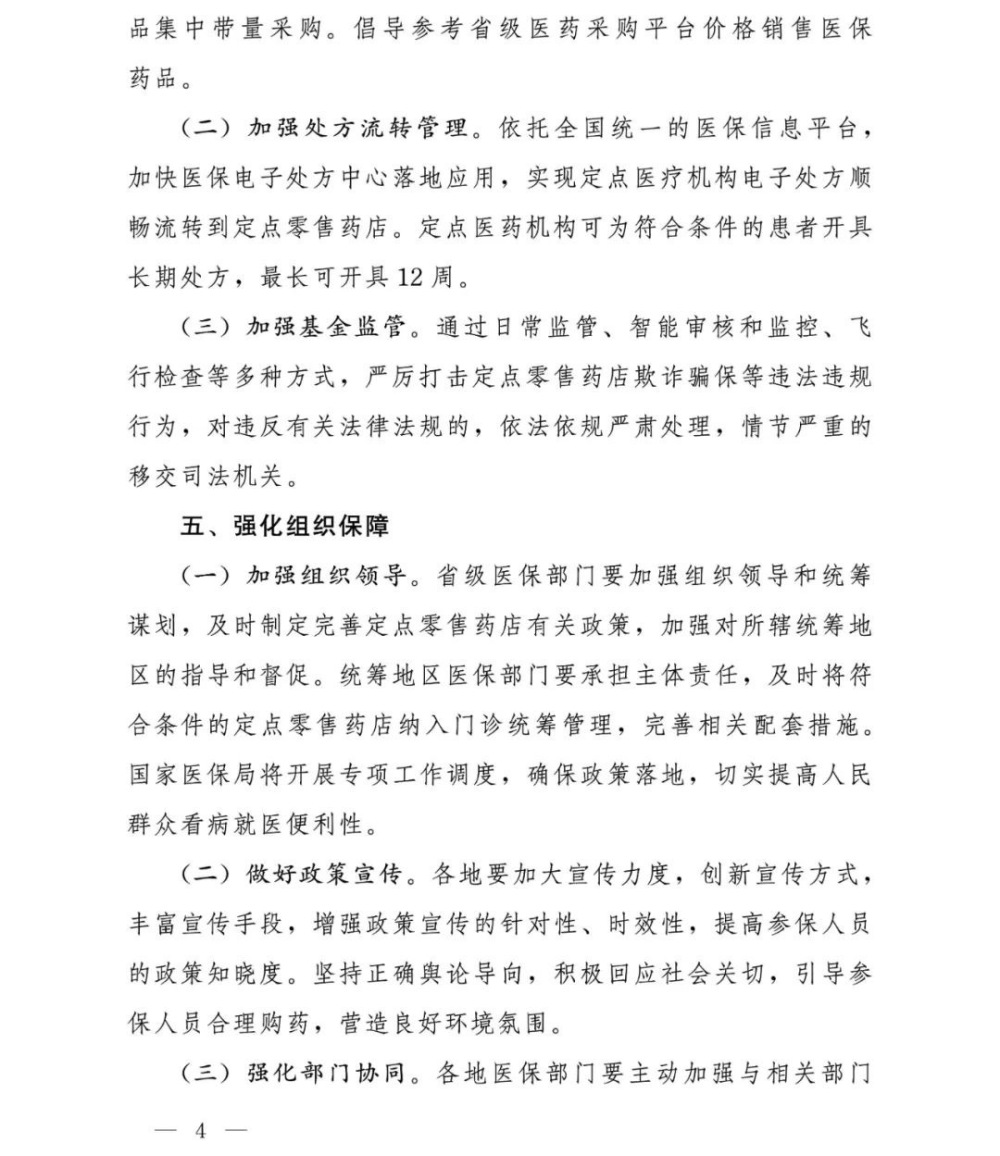 品集中带量采购。倡导参考省级医药采购平台价格销售医保
药品。
（二）加强处方流转管理。依托全国统一的医保信息平台，
加快医保电子处方中心落地应用，实现定点医疗机构电子处方顺
畅流转到定点零售药店。定点医药机构可为符合条件的患者开具
长期处方，最长可开具 12 周。
（三）加强基金监管。通过日常监管、智能审核和监控、飞
行检查等多种方式，严厉打击定点零售药店欺诈骗保等违法违规
行为，对违反有关法律法规的，依法依规严肃处理，情节严重的
移交司法机关。
五、强化组织保障
（一）加强组织领导。省级医保部门要加强组织领导和统筹
谋划，及时制定完善定点零售药店有关政策，加强对所辖统筹地
区的指导和督促。统筹地区医保部门要承担主体责任，及时将符
合条件的定点零售药店纳入门诊统筹管理，完善相关配套措施。
国家医保局将开展专项工作调度，确保政策落地，切实提高人民
群众看病就医便利性。
（二）做好政策宣传。各地要加大宣传力度，创新宣传方式，
丰富宣传手段，增强政策宣传的针对性、时效性，提高参保人员
的政策知晓度。坚持正确舆论导向，积极回应社会关切，引导参
保人员合理购药，营造良好环境氛围。
（三）强化部门协同。各地医保部门要主动加强与相关部门
— 4 —